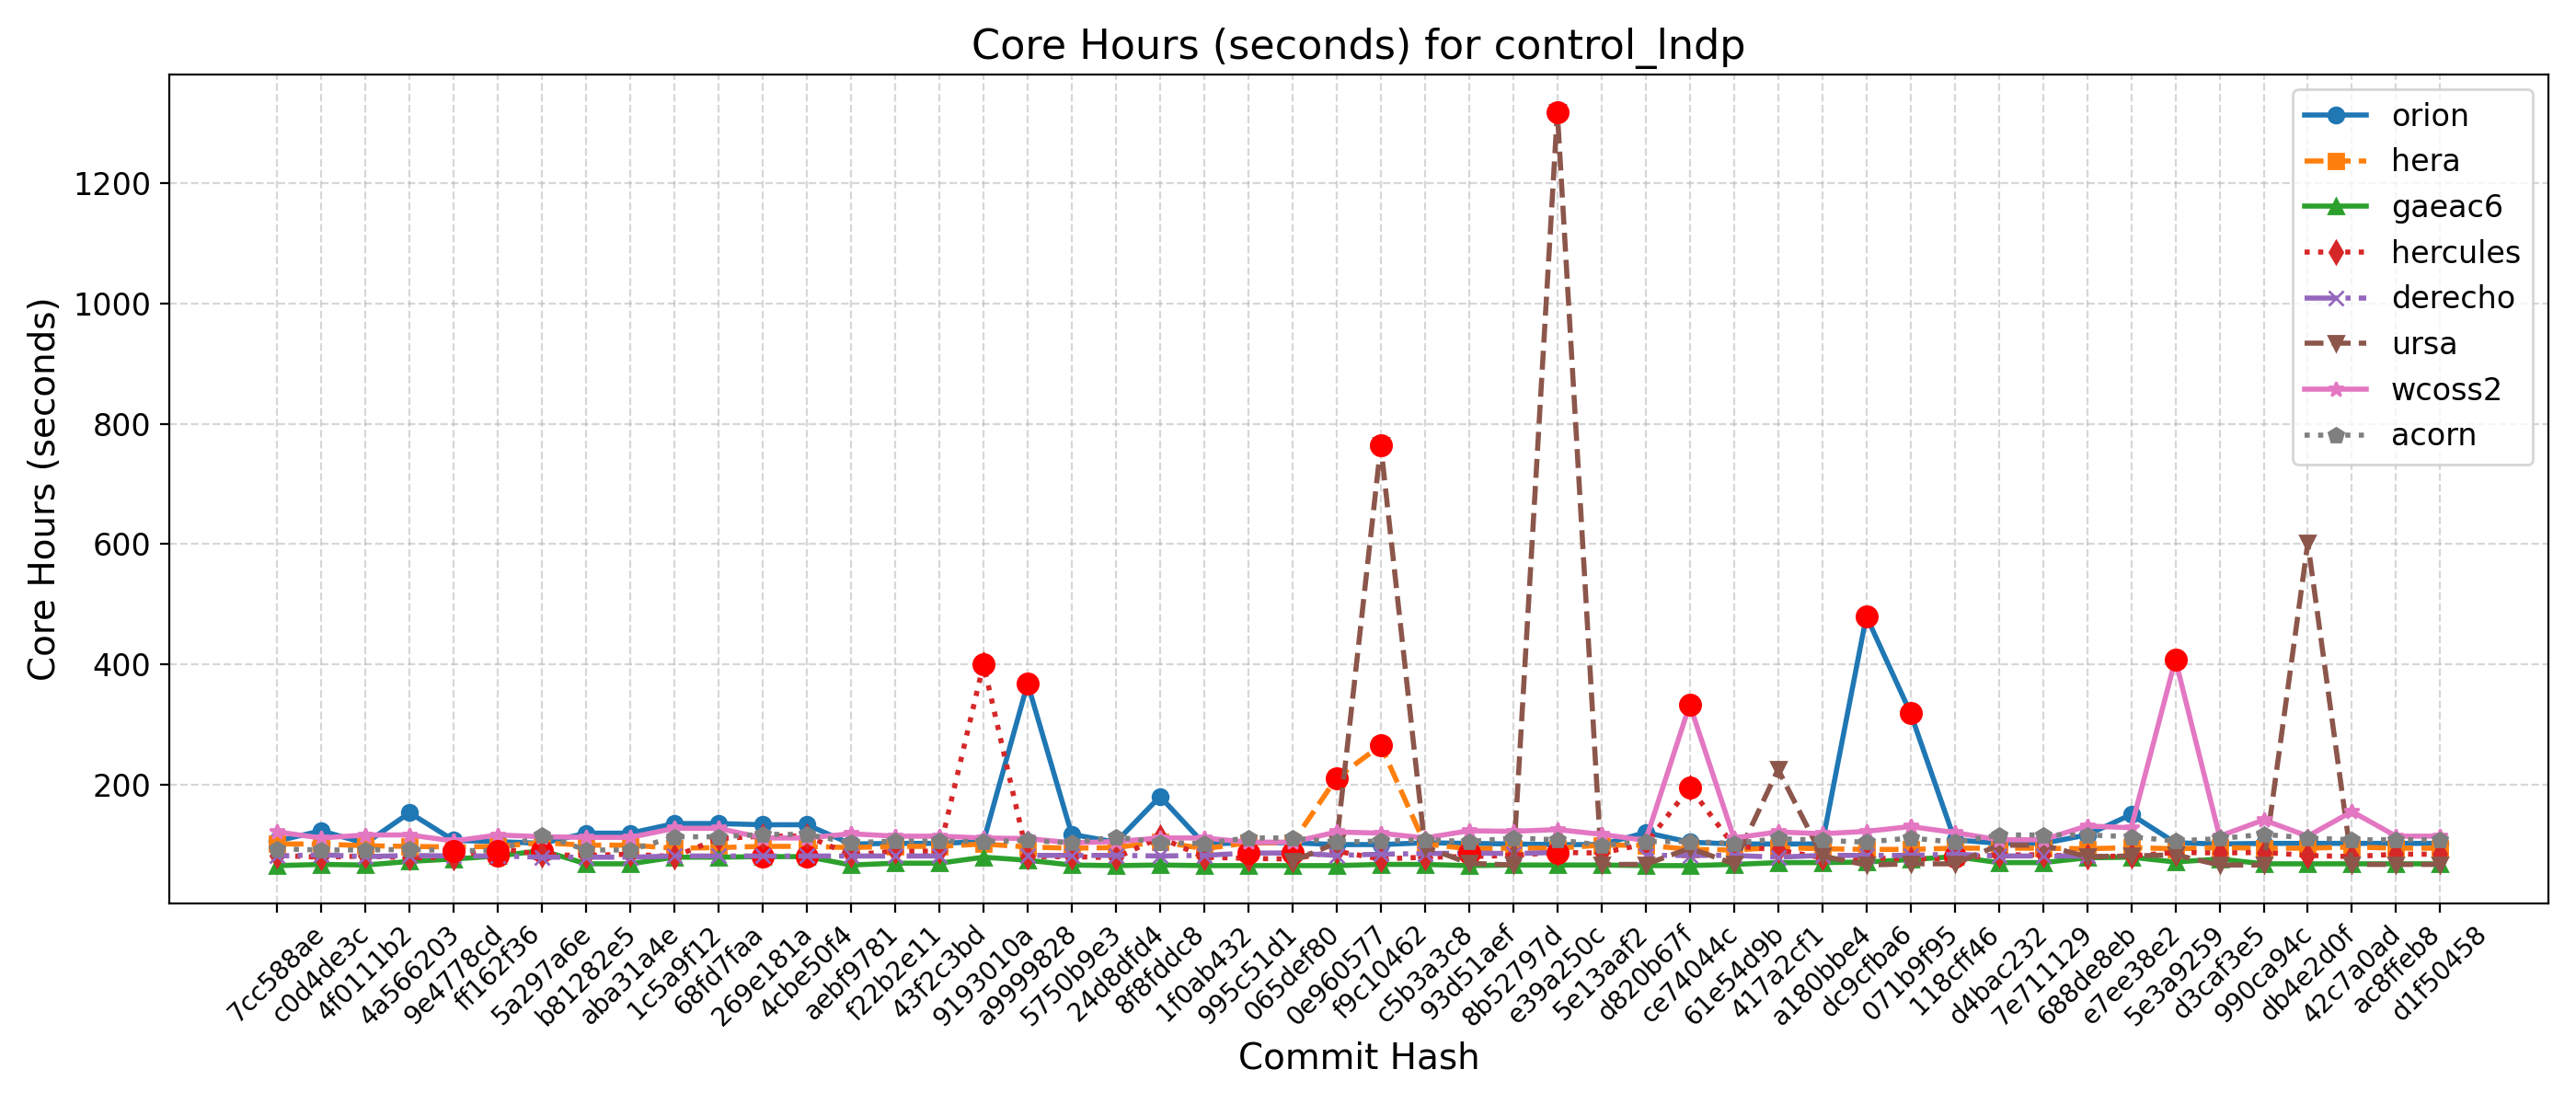 Core Hours (seconds) for control_lndp
Core Hours (seconds)
1200
1000
800
600
400
200
orion
hera
gaeac6
hercules
derecho
ursa
wcoss2
acorn
7cc588ae
c0d4de3c
4f0111b2
4a566203
9e4778cd
ff162f36
5a297a6e
b81282e5
aba31a4e
1c5a9f12
68fd7faa
269e181a
4cbe50f4
aebf9781
f22b2e11
43f2c3bd
9193010a
a9999828
5750b9e3
24d8dfd4
8f8fddc8
1f0ab432
995c51d1
065def80
0e960577
f9c10462
c5b3a3c8
93d51aef
8b52797d
e39a250c
5e13aaf2
d820b67f
ce74044c
61e54d9b
417a2cf1
a180bbe4
dc9cfba6
071b9f95
118cff46
d4bac232
7e711129
688de8eb
e7ee38e2
5e3a9259
d3caf3e5
990ca94c
db4e2d0f
42c7a0ad
ac8ffeb8
d1f50458
Commit Hash